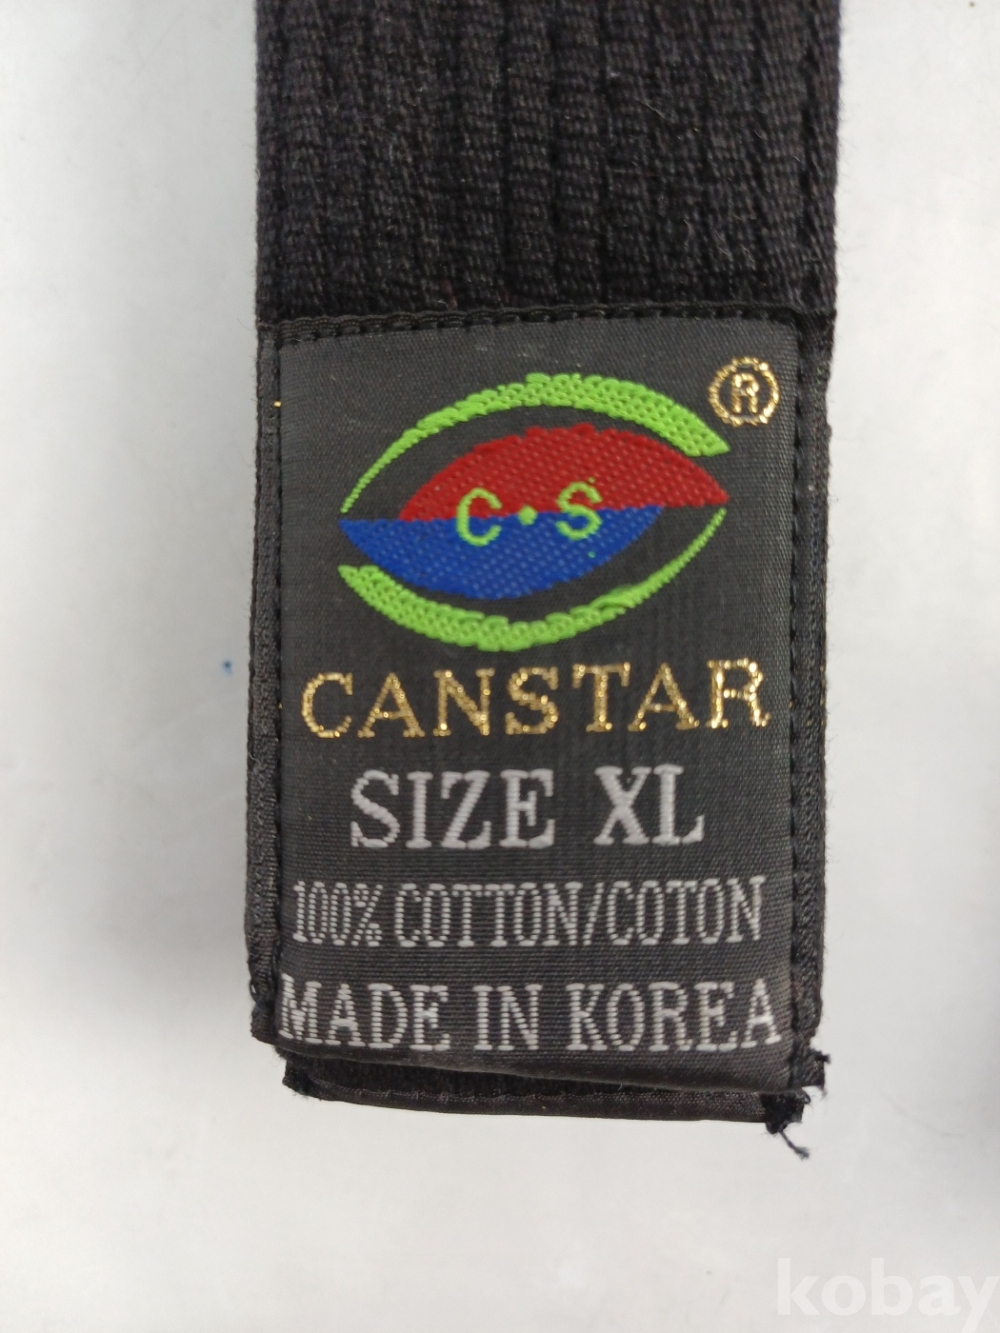 ®
C•S
CANSTAR
SIZE XL
100% COTTON/COTON
MADE IN KOREA
kobay